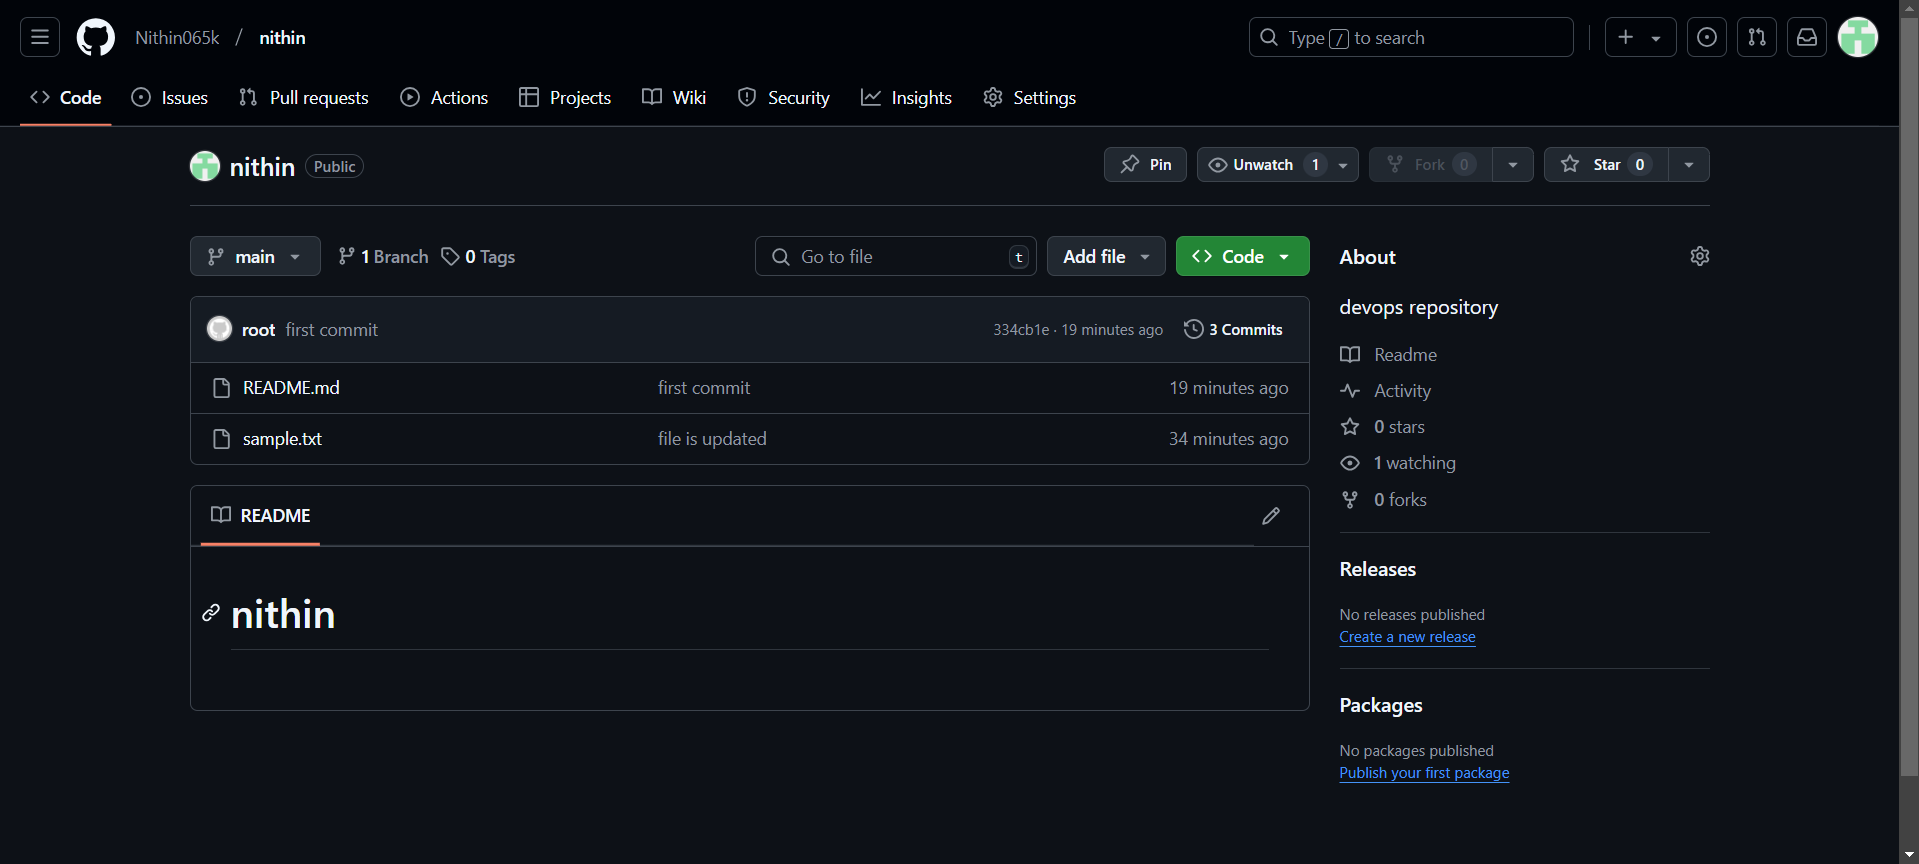 Nithin065k / nithin
Type / to search
Code Issues Pull requests Actions Projects Wiki Security Insights Settings
nithin Public
Pin Unwatch 1 Fork 0 Star 0
main 1 Branch 0 Tags
Go to file t Add file Code
root first commit 334cb1e · 19 minutes ago 3 Commits
README.md first commit 19 minutes ago
sample.txt file is updated 34 minutes ago
README
nithin
About
devops repository
Readme
Activity
0 stars
1 watching
0 forks
Releases
No releases published
Create a new release
Packages
No packages published
Publish your first package